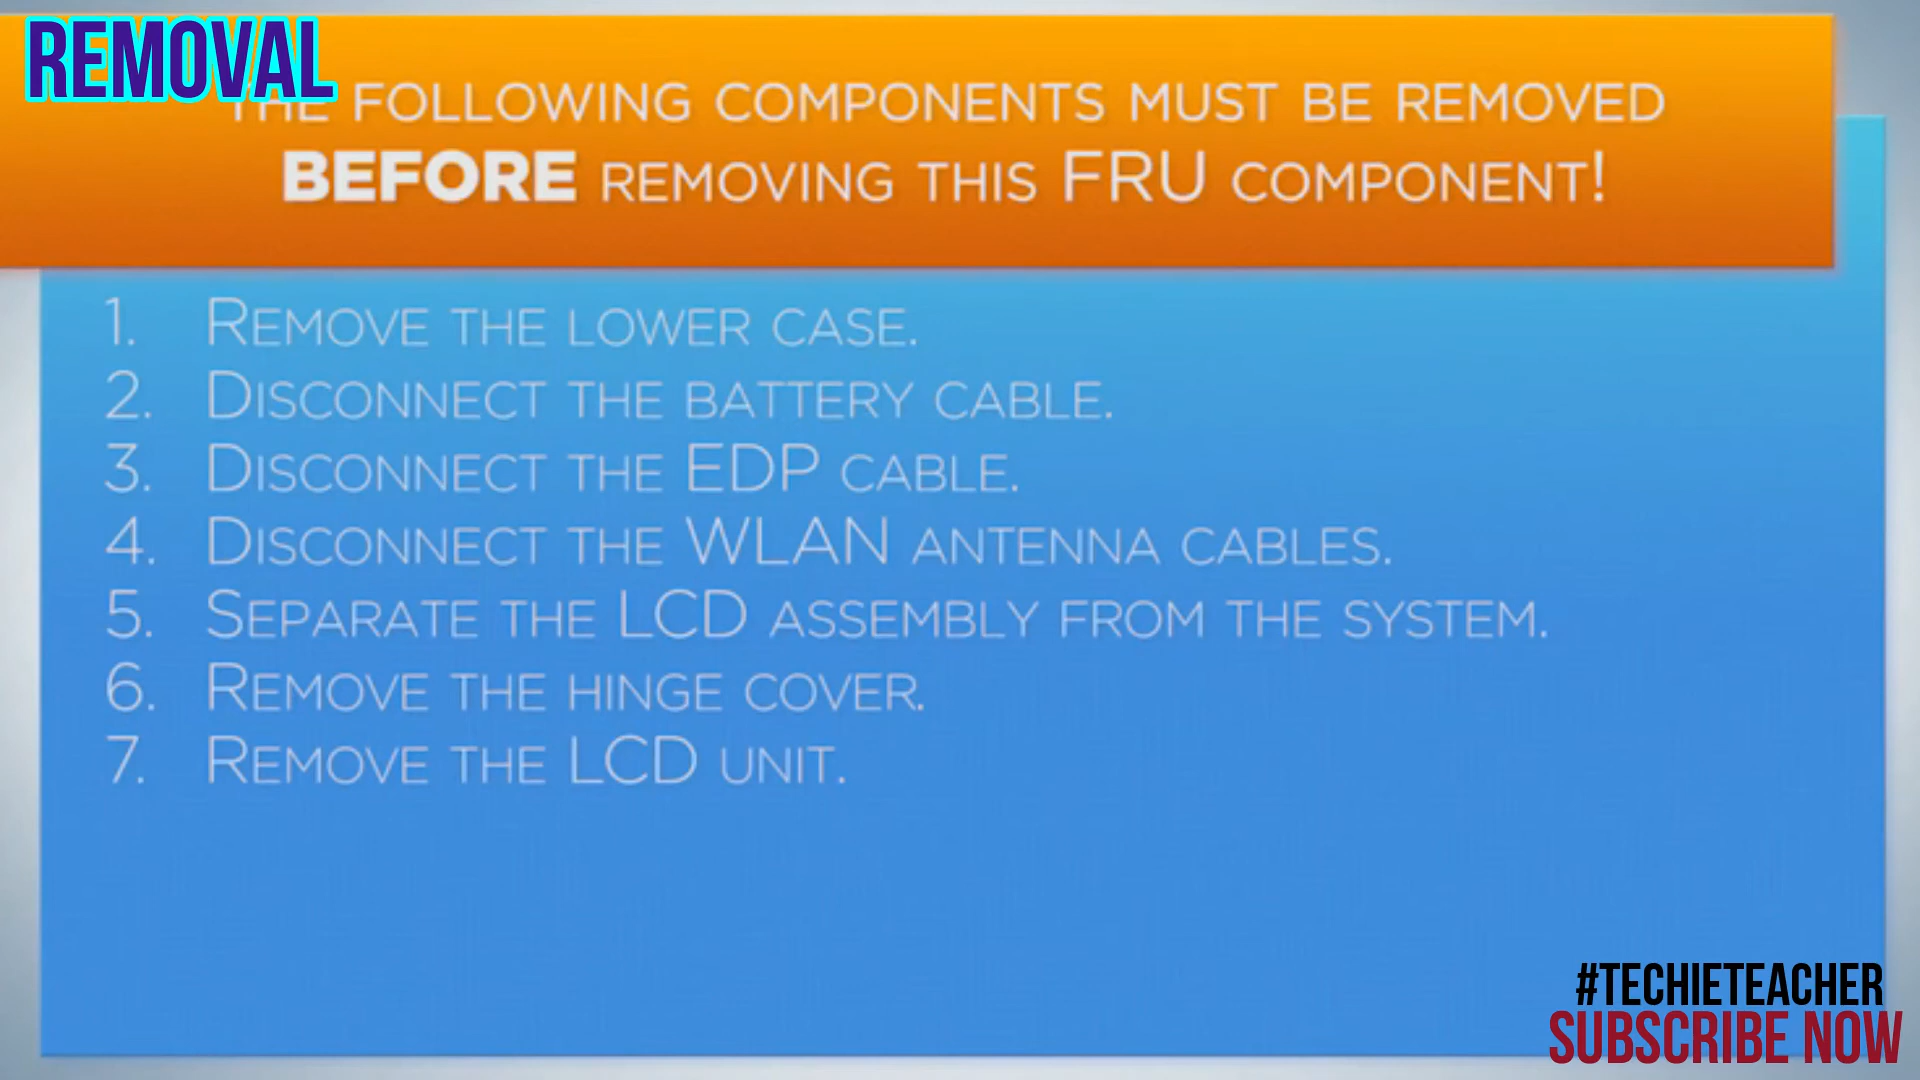 REMOVAL
THE FOLLOWING COMPONENTS MUST BE REMOVED
BEFORE REMOVING THIS FRU COMPONENT!
1. REMOVE THE LOWER CASE.
2. DISCONNECT THE BATTERY CABLE.
3. DISCONNECT THE EDP CABLE.
4. DISCONNECT THE WLAN ANTENNA CABLES.
5. SEPARATE THE LCD ASSEMBLY FROM THE SYSTEM.
6. REMOVE THE HINGE COVER.
7. REMOVE THE LCD UNIT.
#TECHIETEACHER
SUBSCRIBE NOW